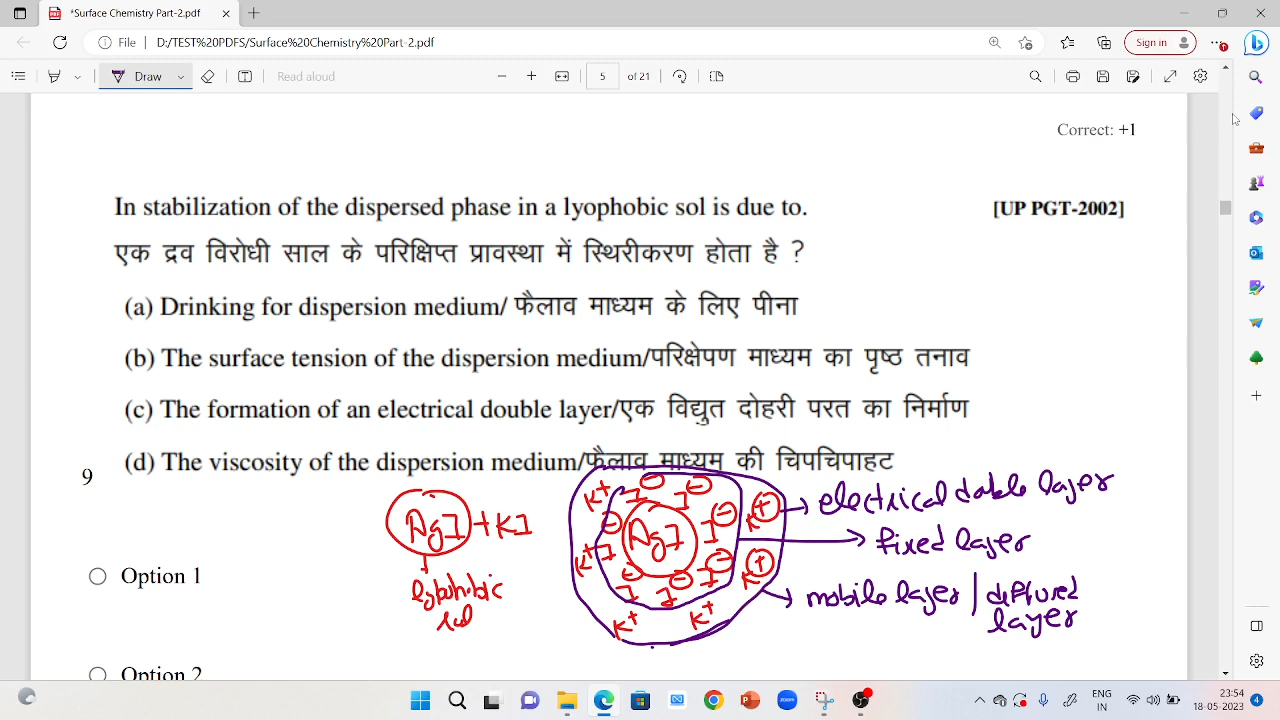 *Surface Chemistry Part-2.pdf
File
D:/TEST%20PDFS/Surface%20Chemistry%20Part-2.pdf
Sign in
Draw
Read aloud
5
of 21
Correct: +1
In stabilization of the dispersed phase in a lyophobic sol is due to.
[UP PGT-2002]
एक द्रव विरोधी साल के परिक्षिप्त प्रावस्था में स्थिरीकरण होता है ?
(a) Drinking for dispersion medium/ फैलाव माध्यम के लिए पीना
(b) The surface tension of the dispersion medium/परिक्षेपण माध्यम का पृष्ठ तनाव
(c) The formation of an electrical double layer/एक विद्युत दोहरी परत का निर्माण
(d) The viscosity of the dispersion medium/फैलाव माध्यम की चिपचिपाहट
9
AgI + KI
lyophobic
sol
K+ I− I− I− I− I− I− I− I− AgI K+ K+ K+ K+ K+
electrical double layer
fixed layer
mobile layer | diffused
layer
Option 1
Option 2
ENG
IN
23:54
18-05-2023
4